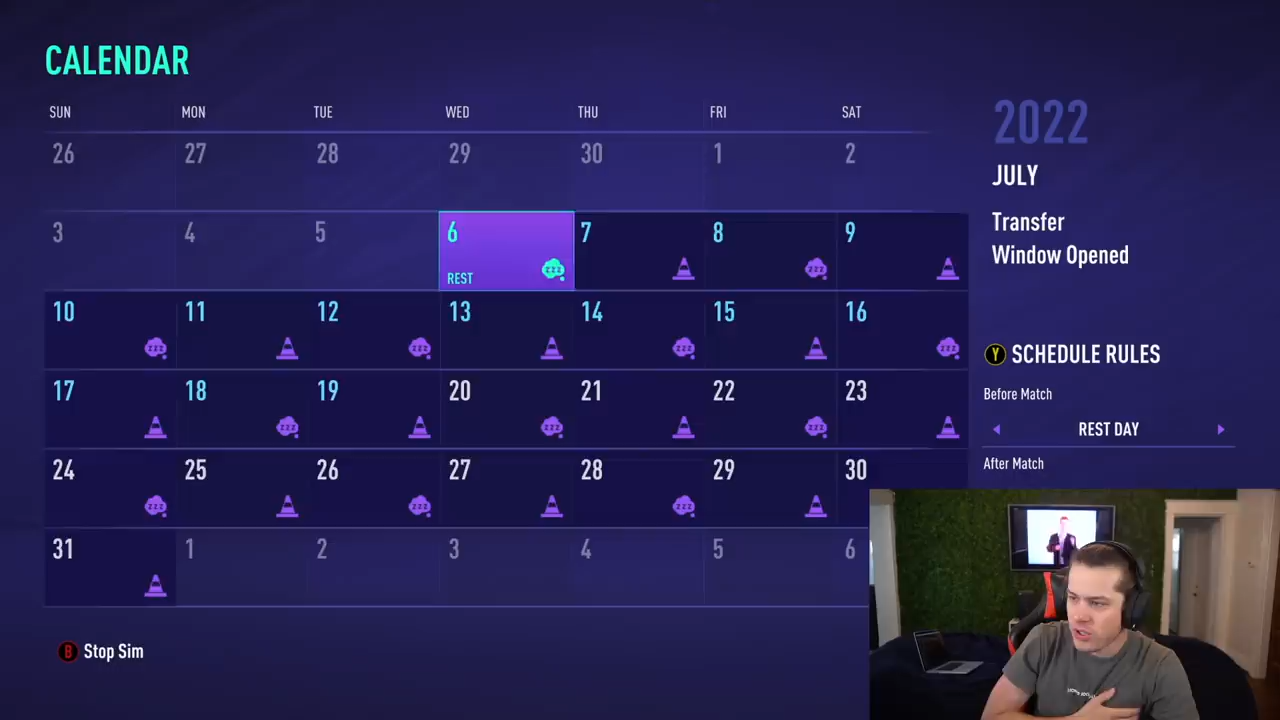 CALENDAR
SUN MON TUE WED THU FRI SAT
26 27 28 29 30 1 2
3 4 5 6 7 8 9
REST
10 11 12 13 14 15 16
17 18 19 20 21 22 23
24 25 26 27 28 29 30
31 1 2 3 4 5 6
B Stop Sim
2022
JULY
Transfer
Window Opened
Y SCHEDULE RULES
Before Match
REST DAY
After Match